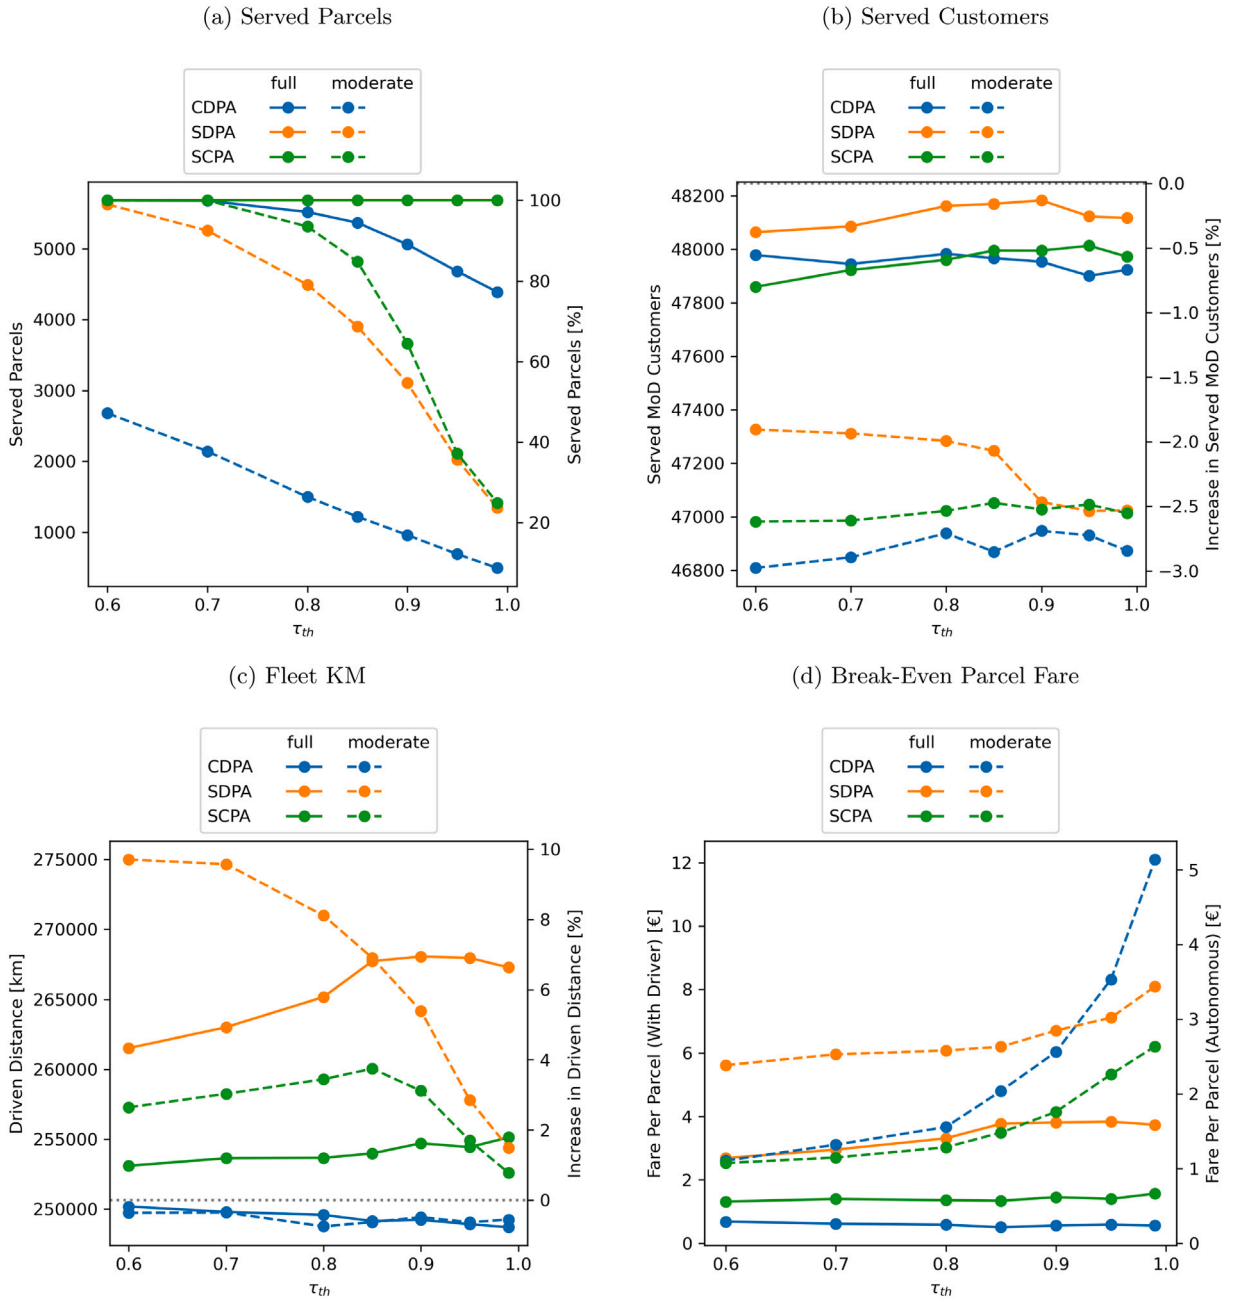 (a) Served Parcels
full moderate
CDPA
SDPA
SCPA
Served Parcels
5000
4000
3000
2000
1000
100
80
60
40
20
Served Parcels [%]
0.6 0.7 0.8 0.9 1.0
τth
(b) Served Customers
full moderate
CDPA
SDPA
SCPA
Served MoD Customers
48200
48000
47800
47600
47400
47200
47000
46800
0.0
−0.5
−1.0
−1.5
−2.0
−2.5
−3.0
Increase in Served MoD Customers [%]
0.6 0.7 0.8 0.9 1.0
τth
(c) Fleet KM
full moderate
CDPA
SDPA
SCPA
Driven Distance [km]
275000
270000
265000
260000
255000
250000
10
8
6
4
2
0
Increase in Driven Distance [%]
0.6 0.7 0.8 0.9 1.0
τth
(d) Break-Even Parcel Fare
full moderate
CDPA
SDPA
SCPA
Fare Per Parcel (With Driver) [€]
12
10
8
6
4
2
0
5
4
3
2
1
0
Fare Per Parcel (Autonomous) [€]
0.6 0.7 0.8 0.9 1.0
τth